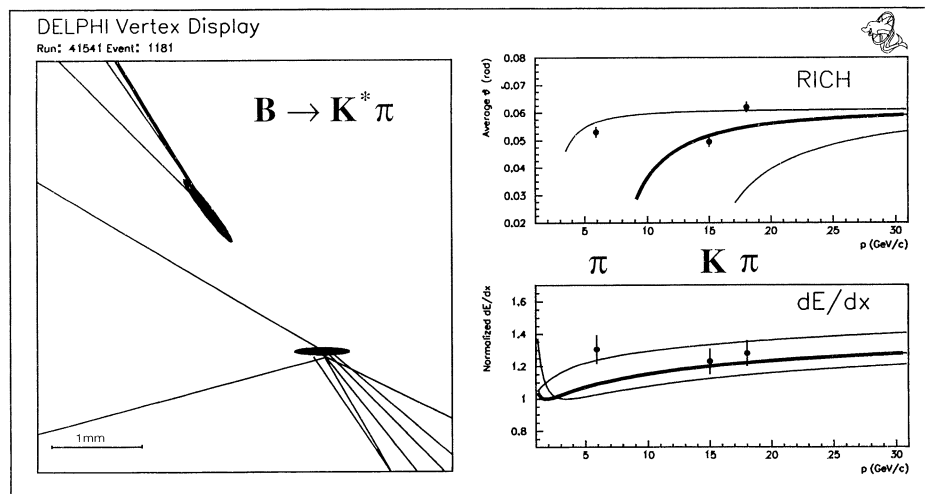 DELPHI Vertex Display
Run: 41541 Event: 1181
B → K* π
1mm
RICH
Average ϑ (rad)
0.08
0.07
0.06
0.05
0.04
0.03
0.02
5 10 15 20 25 30
p (GeV/c)
π K π
dE/dx
Normalized dE/dx
1.6
1.4
1.2
1
0.8
5 10 15 20 25 30
p (GeV/c)